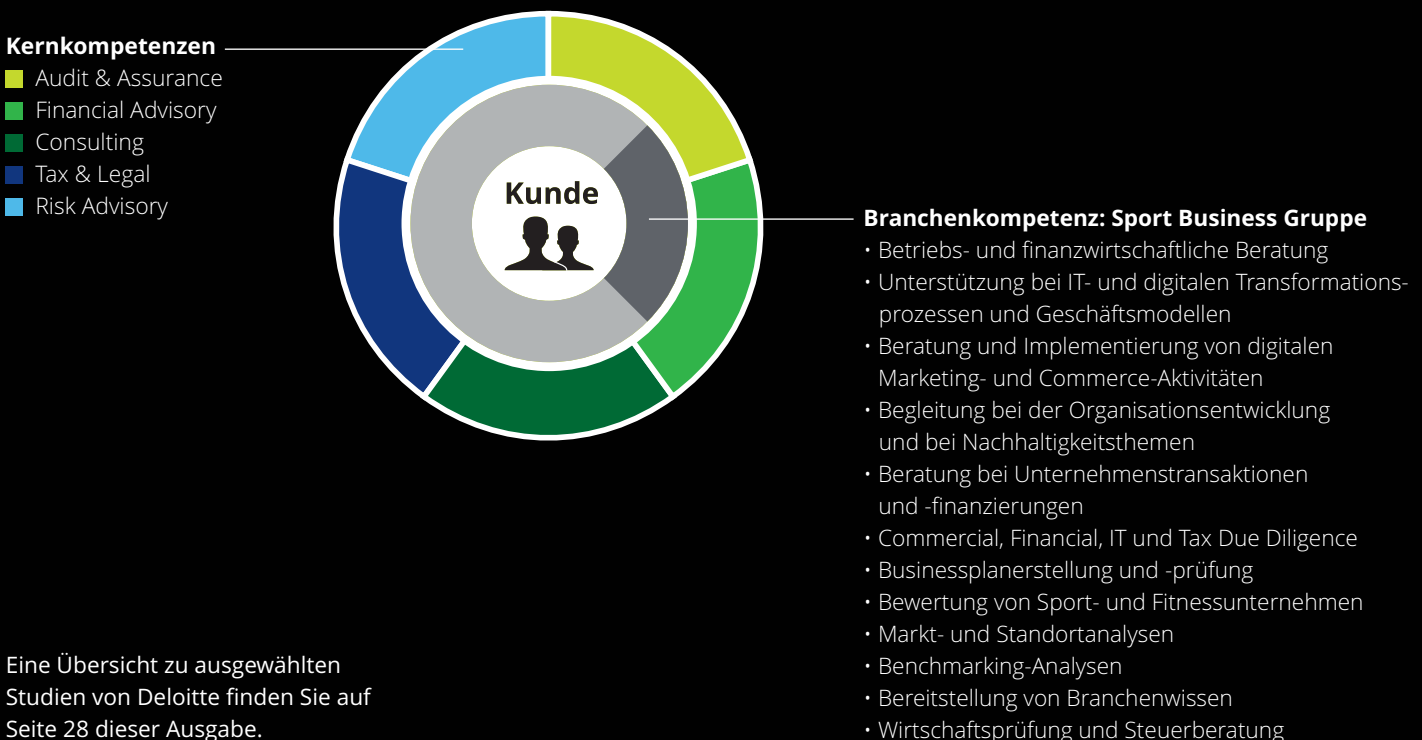 Kernkompetenzen
Audit & Assurance
Financial Advisory
Consulting
Tax & Legal
Risk Advisory
Kunde
Branchenkompetenz: Sport Business Gruppe
• Betriebs- und finanzwirtschaftliche Beratung
• Unterstützung bei IT- und digitalen Transformations-
prozessen und Geschäftsmodellen
• Beratung und Implementierung von digitalen
Marketing- und Commerce-Aktivitäten
• Begleitung bei der Organisationsentwicklung
und bei Nachhaltigkeitsthemen
• Beratung bei Unternehmenstransaktionen
und -finanzierungen
• Commercial, Financial, IT und Tax Due Diligence
• Businessplanerstellung und -prüfung
• Bewertung von Sport- und Fitnessunternehmen
• Markt- und Standortanalysen
• Benchmarking-Analysen
• Bereitstellung von Branchenwissen
• Wirtschaftsprüfung und Steuerberatung
Eine Übersicht zu ausgewählten
Studien von Deloitte finden Sie auf
Seite 28 dieser Ausgabe.